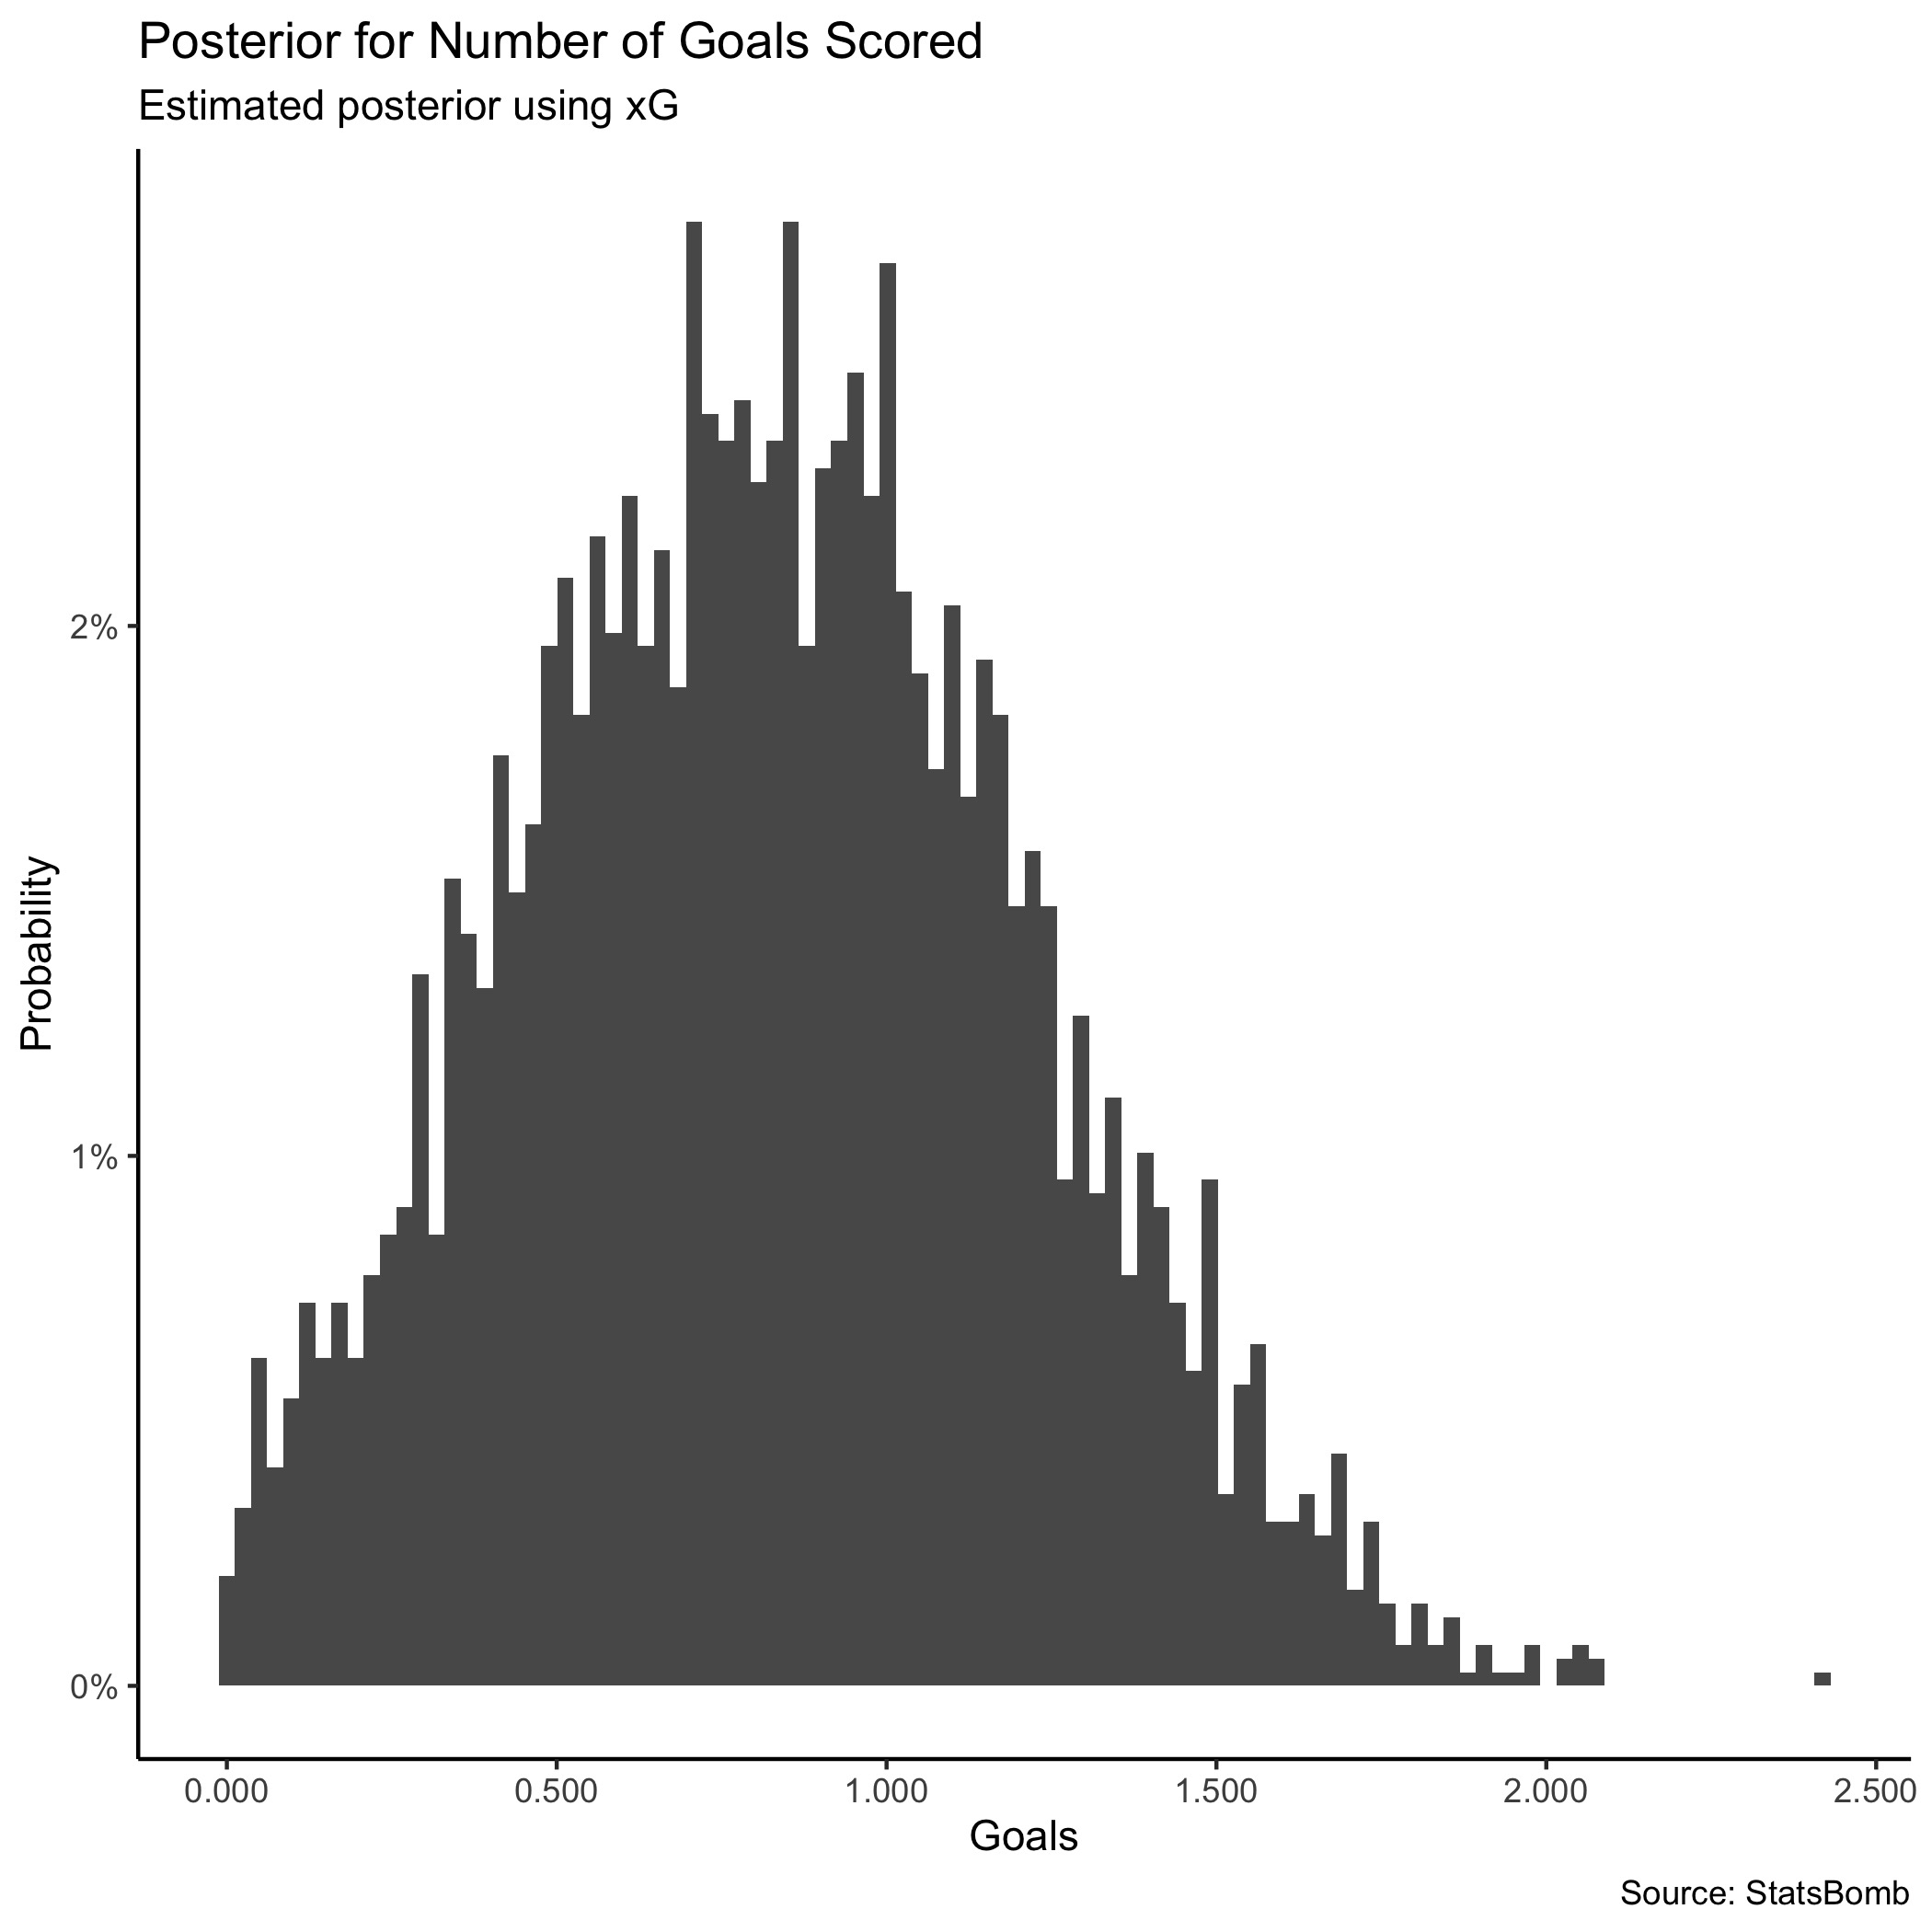 Posterior for Number of Goals Scored
Estimated posterior using xG
Probability
2%
1%
0%
0.000 0.500 1.000 1.500 2.000 2.500
Goals
Source: StatsBomb